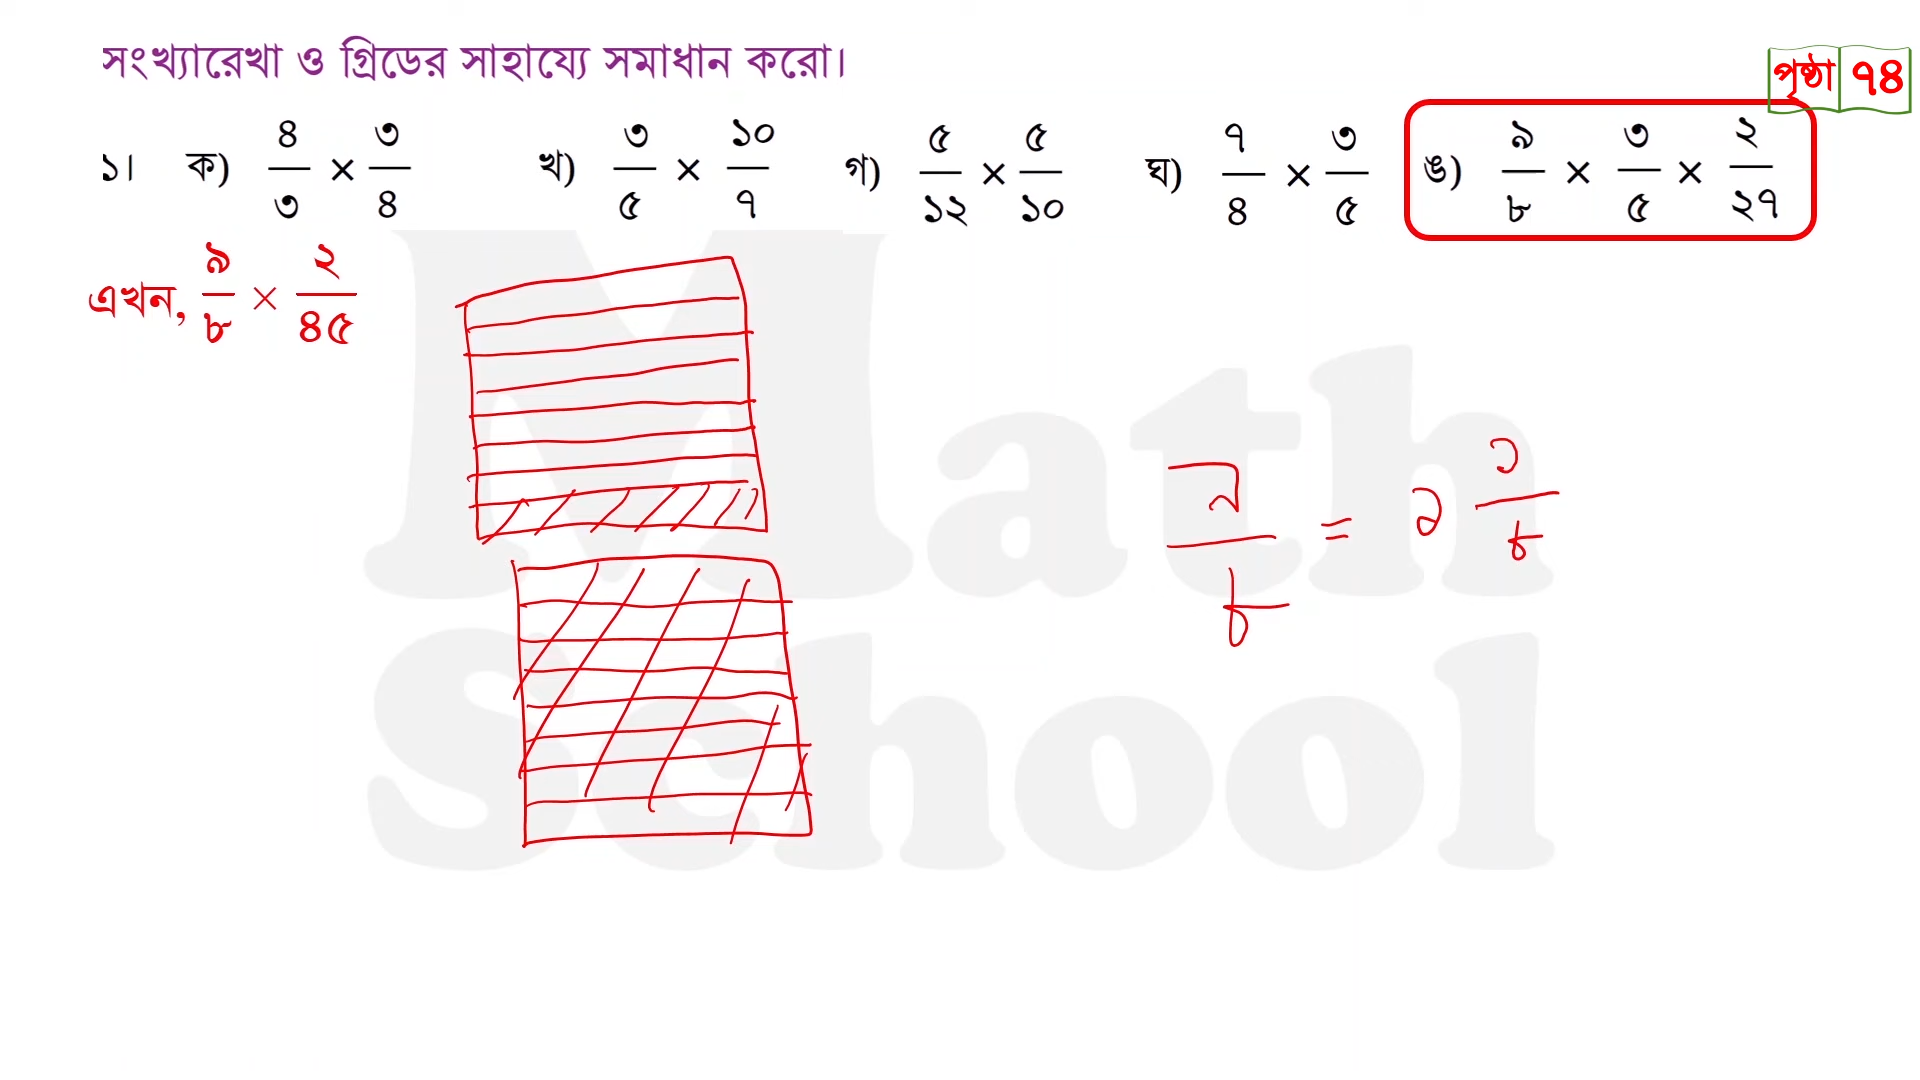 সংখ্যারেখা ও গ্রিডের সাহায্যে সমাধান করো।
পৃষ্ঠা ৭৪
১। ক) ৪/৩ × ৩/৪ খ) ৩/৫ × ১০/৭ গ) ৫/১২ × ৫/১০ ঘ) ৭/৪ × ৩/৫ ঙ) ৯/৮ × ৩/৫ × ২/২৭
এখন, ৯/৮ × ২/৪৫
৯/৮ = ১ ১/৮
Math
School